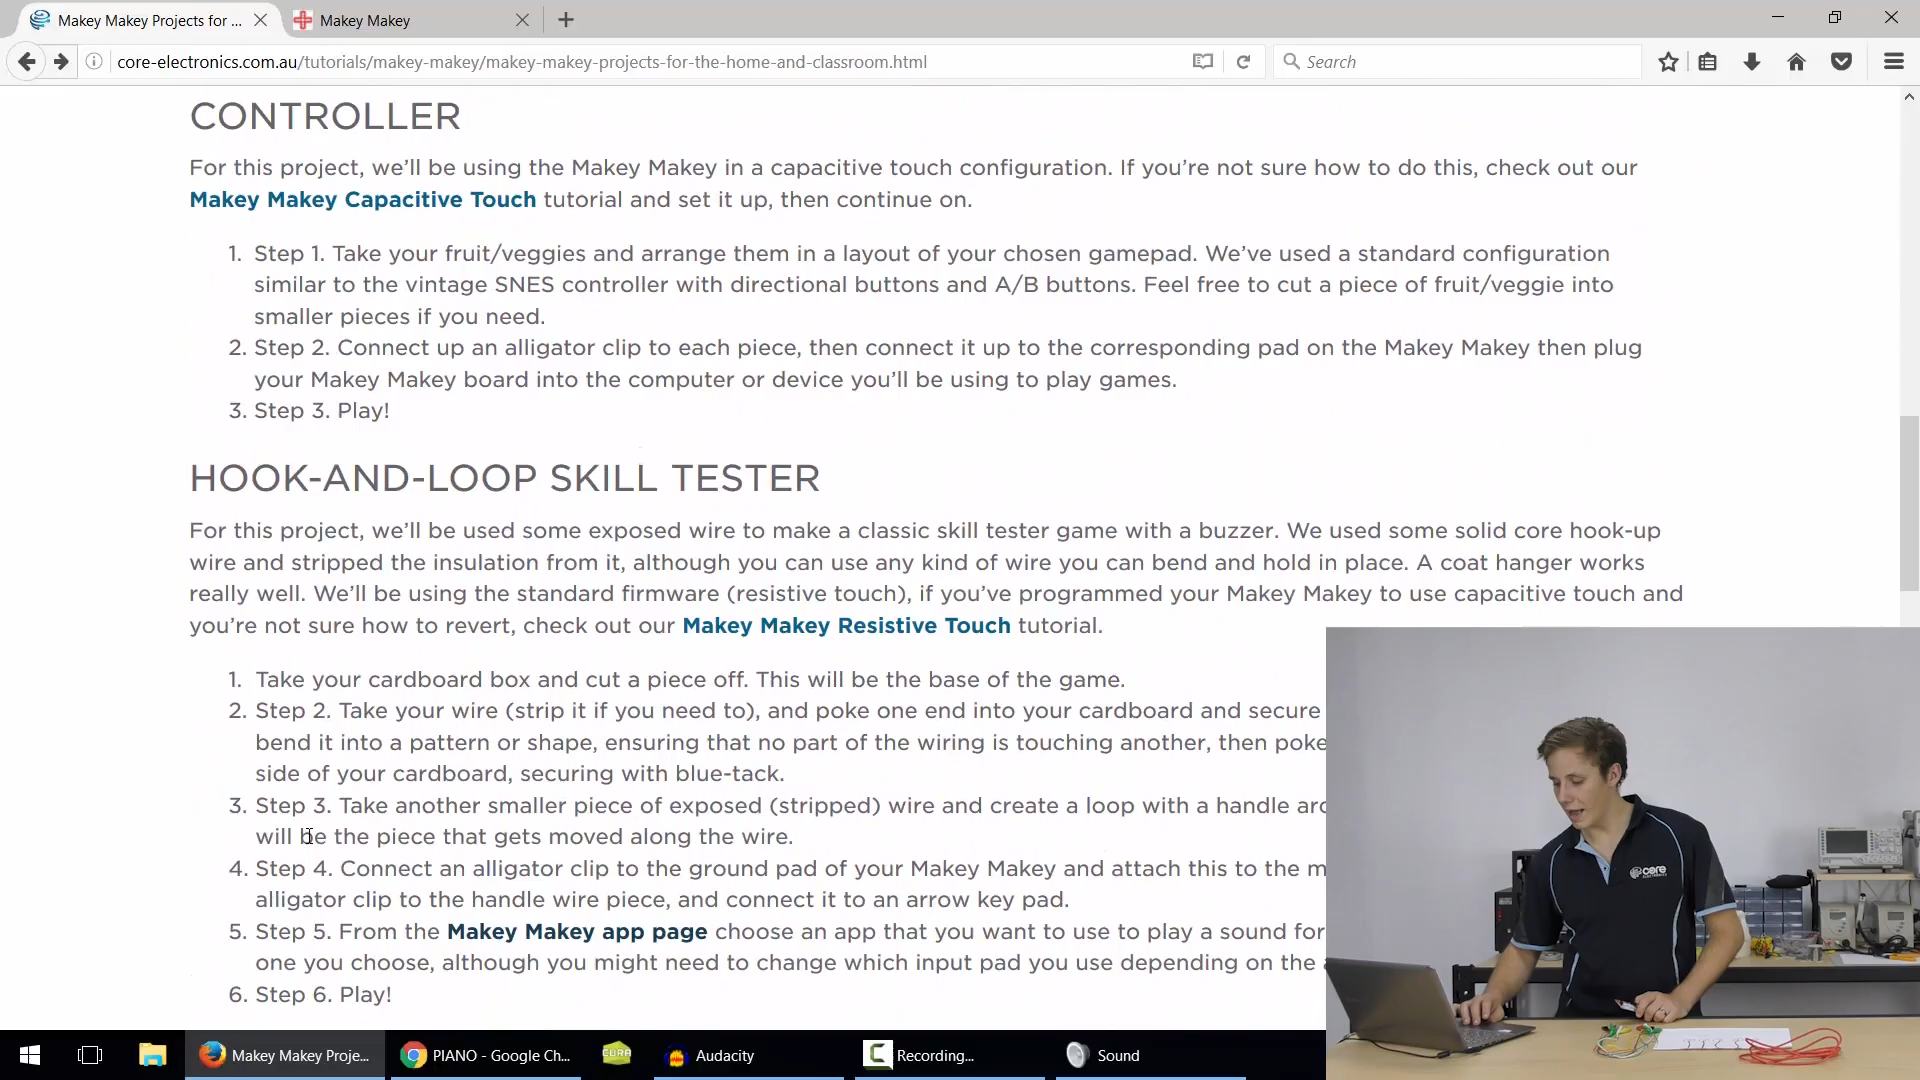 Makey Makey Projects for ...
Makey Makey
core-electronics.com.au/tutorials/makey-makey/makey-makey-projects-for-the-home-and-classroom.html
Search
CONTROLLER
For this project, we'll be using the Makey Makey in a capacitive touch configuration. If you're not sure how to do this, check out our
Makey Makey Capacitive Touch tutorial and set it up, then continue on.
1. Step 1. Take your fruit/veggies and arrange them in a layout of your chosen gamepad. We've used a standard configuration
similar to the vintage SNES controller with directional buttons and A/B buttons. Feel free to cut a piece of fruit/veggie into
smaller pieces if you need.
2. Step 2. Connect up an alligator clip to each piece, then connect it up to the corresponding pad on the Makey Makey then plug
your Makey Makey board into the computer or device you'll be using to play games.
3. Step 3. Play!
HOOK-AND-LOOP SKILL TESTER
For this project, we'll be used some exposed wire to make a classic skill tester game with a buzzer. We used some solid core hook-up
wire and stripped the insulation from it, although you can use any kind of wire you can bend and hold in place. A coat hanger works
really well. We'll be using the standard firmware (resistive touch), if you've programmed your Makey Makey to use capacitive touch and
you're not sure how to revert, check out our Makey Makey Resistive Touch tutorial.
1. Take your cardboard box and cut a piece off. This will be the base of the game.
2. Step 2. Take your wire (strip it if you need to), and poke one end into your cardboard and secure
bend it into a pattern or shape, ensuring that no part of the wiring is touching another, then poke
side of your cardboard, securing with blue-tack.
3. Step 3. Take another smaller piece of exposed (stripped) wire and create a loop with a handle
will be the piece that gets moved along the wire.
4. Step 4. Connect an alligator clip to the ground pad of your Makey Makey and attach this to the
alligator clip to the handle wire piece, and connect it to an arrow key pad.
5. Step 5. From the Makey Makey app page choose an app that you want to use to play a sound for
one you choose, although you might need to change which input pad you use depending on the
6. Step 6. Play!
core
ELECTRONICS
Makey Makey Proje...
PIANO - Google Ch...
CURA
Audacity
Recording...
Sound